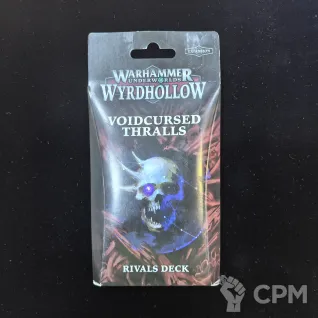 WARHAMMER
UNDERWORLDS
WYRDHOLLOW
VOIDCURSED
THRALLS
RIVALS DECK
CPM